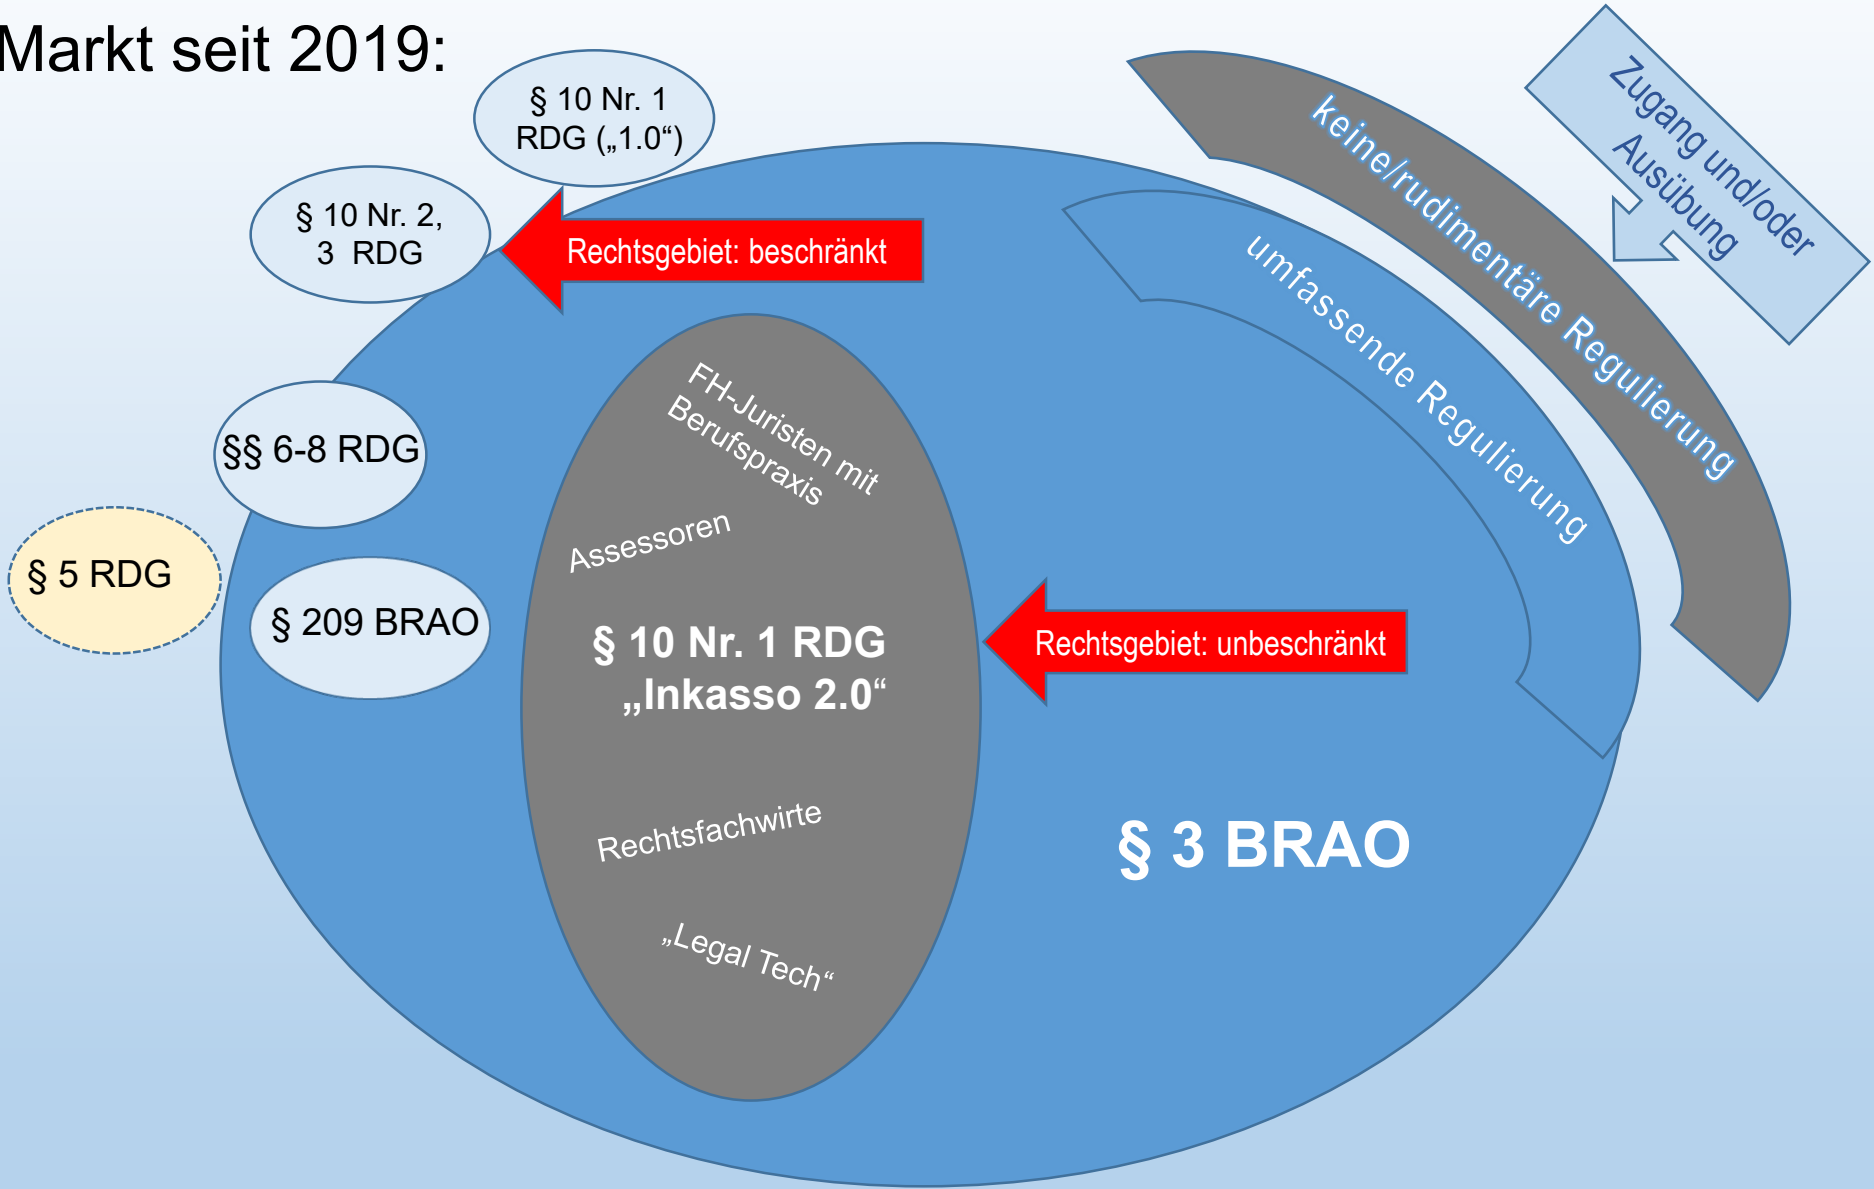 Markt seit 2019:
§ 10 Nr. 1
RDG („1.0“)
§ 10 Nr. 2,
3 RDG
Rechtsgebiet: beschränkt
§§ 6-8 RDG
§ 5 RDG
§ 209 BRAO
FH-Juristen mit
Berufspraxis
Assessoren
§ 10 Nr. 1 RDG
„Inkasso 2.0“
Rechtsfachwirte
„Legal Tech“
Rechtsgebiet: unbeschränkt
§ 3 BRAO
umfassende Regulierung
keine/rudimentäre Regulierung
Zugang und/oder
Ausübung